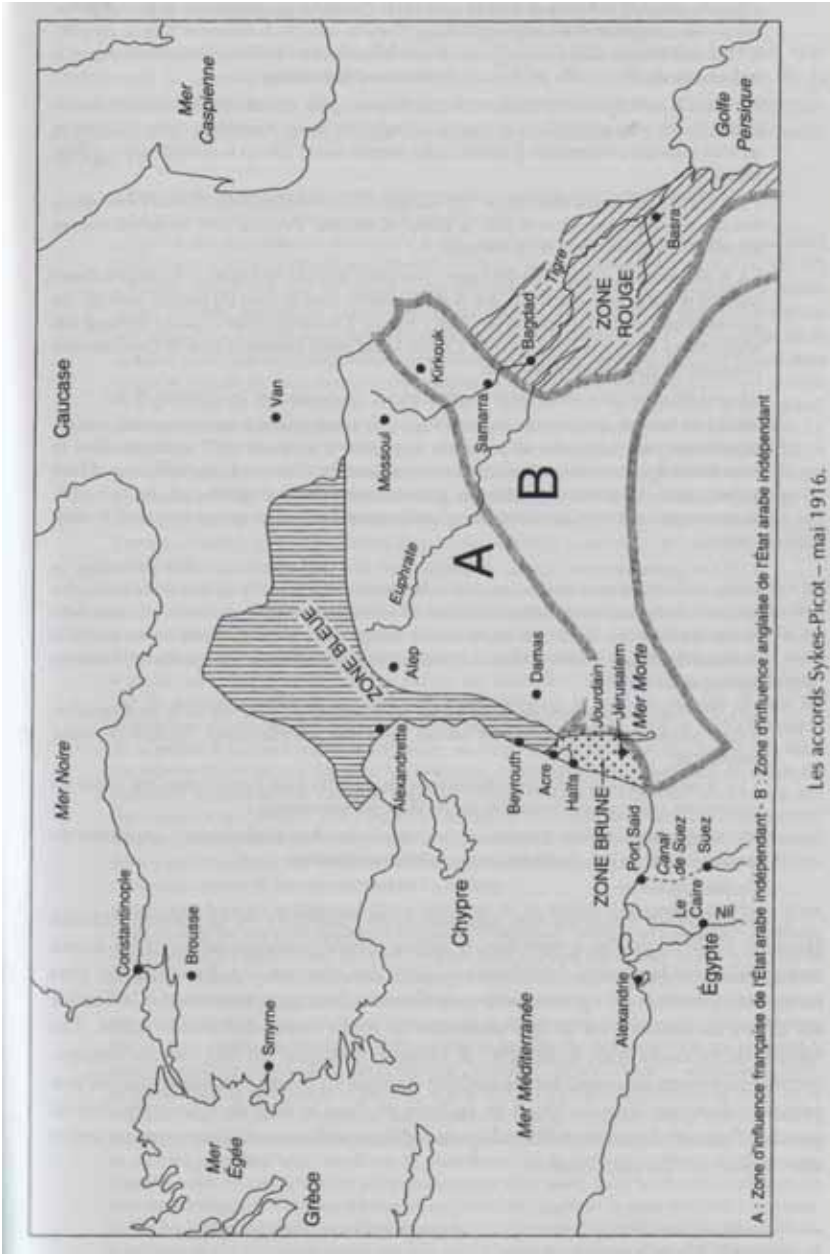 Mer
Caspienne
Caucase
Mer Noire
Constantinople
Brousse
Smyrne
Mer
Egée
Grèce
Van
Mossoul
Kirkouk
Tigre
Samarra
Bagdad
ZONE
ROUGE
Basra
Golfe
Persique
ZONE BLEUE
Alexandrette
Alep
Euphrate
A
B
Chypre
Mer Méditerranée
Damas
Beyrouth
Acre
Haïfa
Jourdain
Jérusalem
Mer Morte
ZONE BRUNE
Port Saïd
Canal
de Suez
Suez
Le
Caire
Nil
Alexandrie
Égypte
A : Zone d'influence française de l'État arabe indépendant - B : Zone d'influence anglaise de l'État arabe indépendant
Les accords Sykes-Picot – mai 1916.